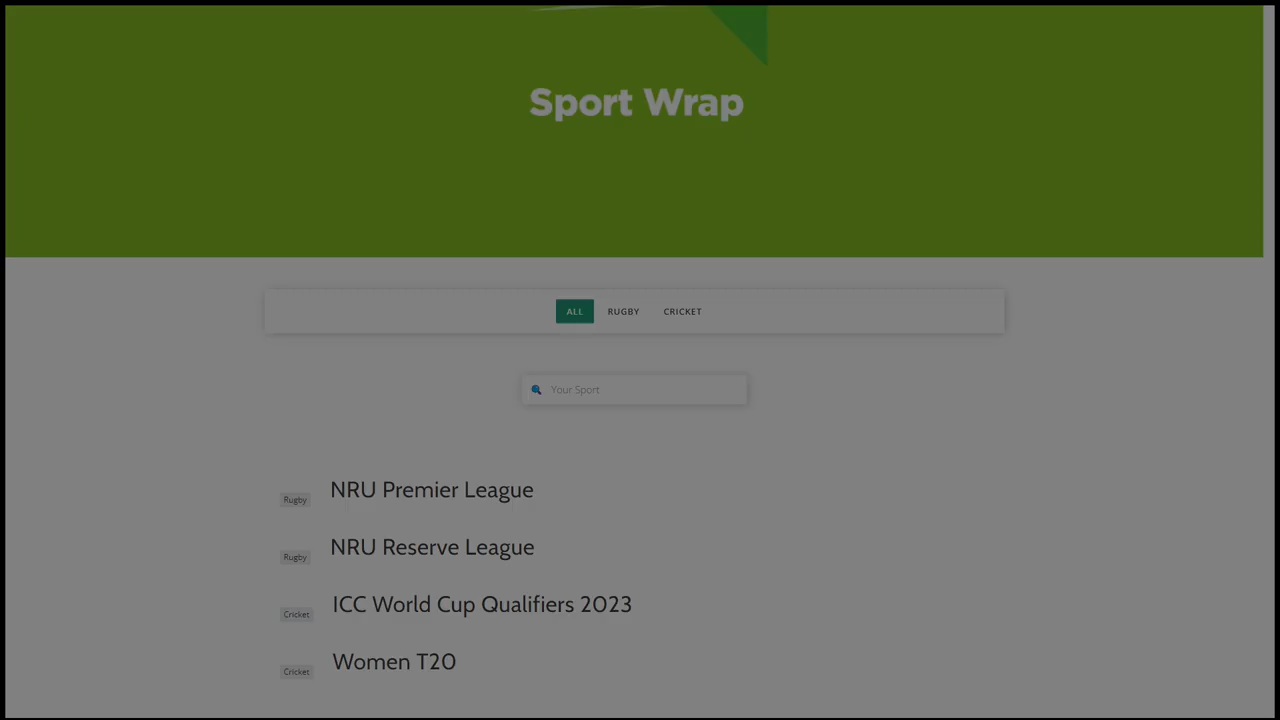 Sport Wrap
ALL RUGBY CRICKET
Your Sport
Rugby NRU Premier League
Rugby NRU Reserve League
Cricket ICC World Cup Qualifiers 2023
Cricket Women T20